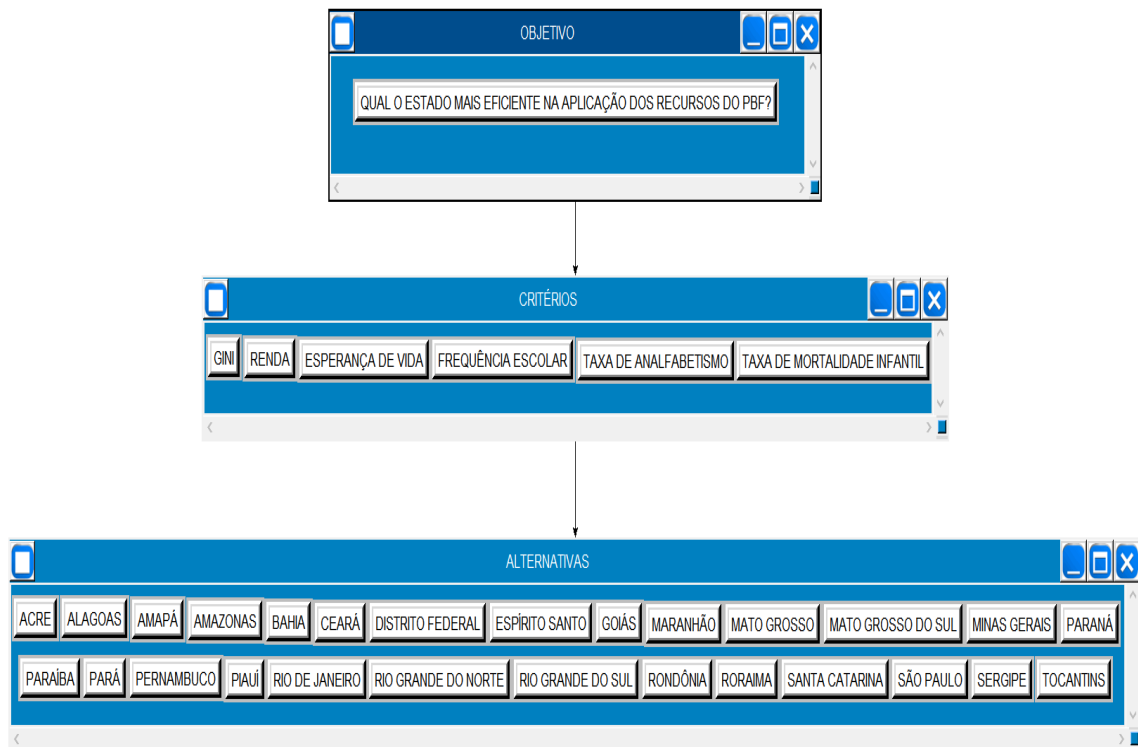 OBJETIVO
QUAL O ESTADO MAIS EFICIENTE NA APLICAÇÃO DOS RECURSOS DO PBF?
CRITÉRIOS
GINI RENDA ESPERANÇA DE VIDA FREQUÊNCIA ESCOLAR TAXA DE ANALFABETISMO TAXA DE MORTALIDADE INFANTIL
ALTERNATIVAS
ACRE ALAGOAS AMAPÁ AMAZONAS BAHIA CEARÁ DISTRITO FEDERAL ESPÍRITO SANTO GOIÁS MARANHÃO MATO GROSSO MATO GROSSO DO SUL MINAS GERAIS PARANÁ
PARAÍBA PARÁ PERNAMBUCO PIAUÍ RIO DE JANEIRO RIO GRANDE DO NORTE RIO GRANDE DO SUL RONDÔNIA RORAIMA SANTA CATARINA SÃO PAULO SERGIPE TOCANTINS